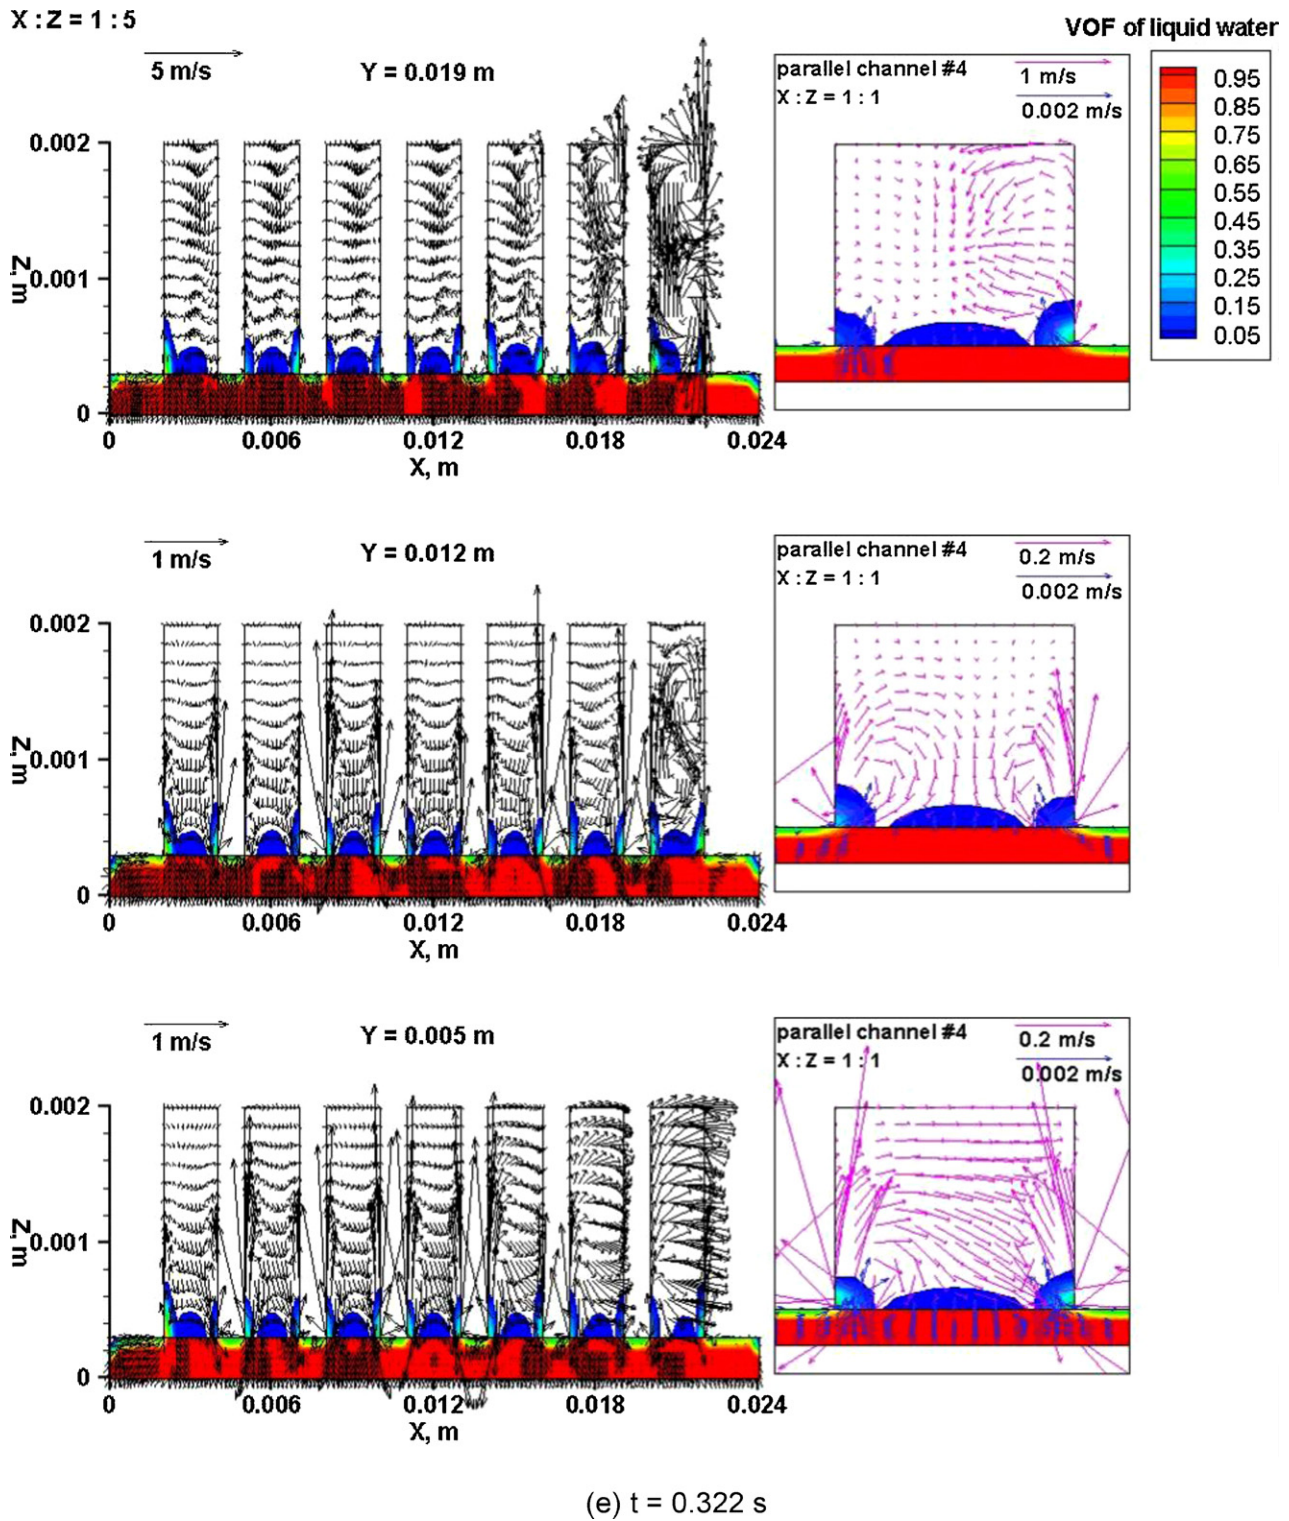 X : Z = 1 : 5
VOF of liquid water
5 m/s
Y = 0.019 m
parallel channel #4
1 m/s
X : Z = 1 : 1
0.002 m/s
0.95
0.85
0.75
0.65
0.55
0.45
0.35
0.25
0.15
0.05
0.002
0.001
0
Z, m
0 0.006 0.012 0.018 0.024
X, m
1 m/s
Y = 0.012 m
parallel channel #4
0.2 m/s
X : Z = 1 : 1
0.002 m/s
0.002
0.001
0
Z, m
0 0.006 0.012 0.018 0.024
X, m
1 m/s
Y = 0.005 m
parallel channel #4
0.2 m/s
X : Z = 1 : 1
0.002 m/s
0.002
0.001
0
Z, m
0 0.006 0.012 0.018 0.024
X, m
(e) t = 0.322 s